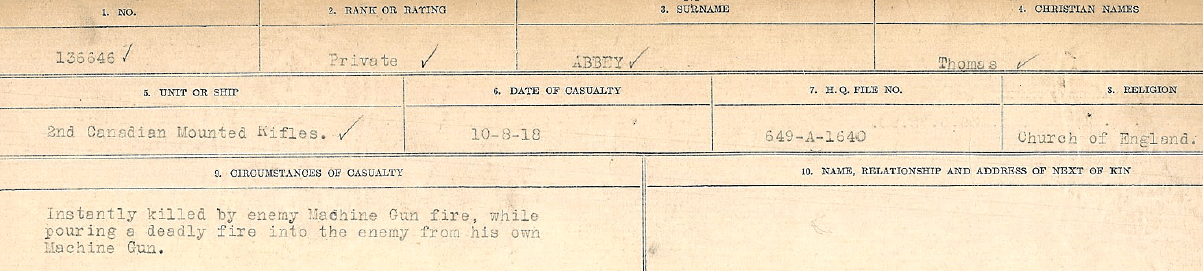 1. NO. 2. RANK OR RATING 3. SURNAME 4. CHRISTIAN NAMES
136646 ✓ Private ✓ ABBEY ✓ Thomas ✓
5. UNIT OR SHIP 6. DATE OF CASUALTY 7. H.Q. FILE NO. 8. RELIGION
2nd Canadian Mounted Rifles. ✓ 10-8-18 649-A-1640 Church of England.
9. CIRCUMSTANCES OF CASUALTY 10. NAME, RELATIONSHIP AND ADDRESS OF NEXT OF KIN
Instantly killed by enemy Machine Gun fire, while
pouring a deadly fire into the enemy from his own
Machine Gun.